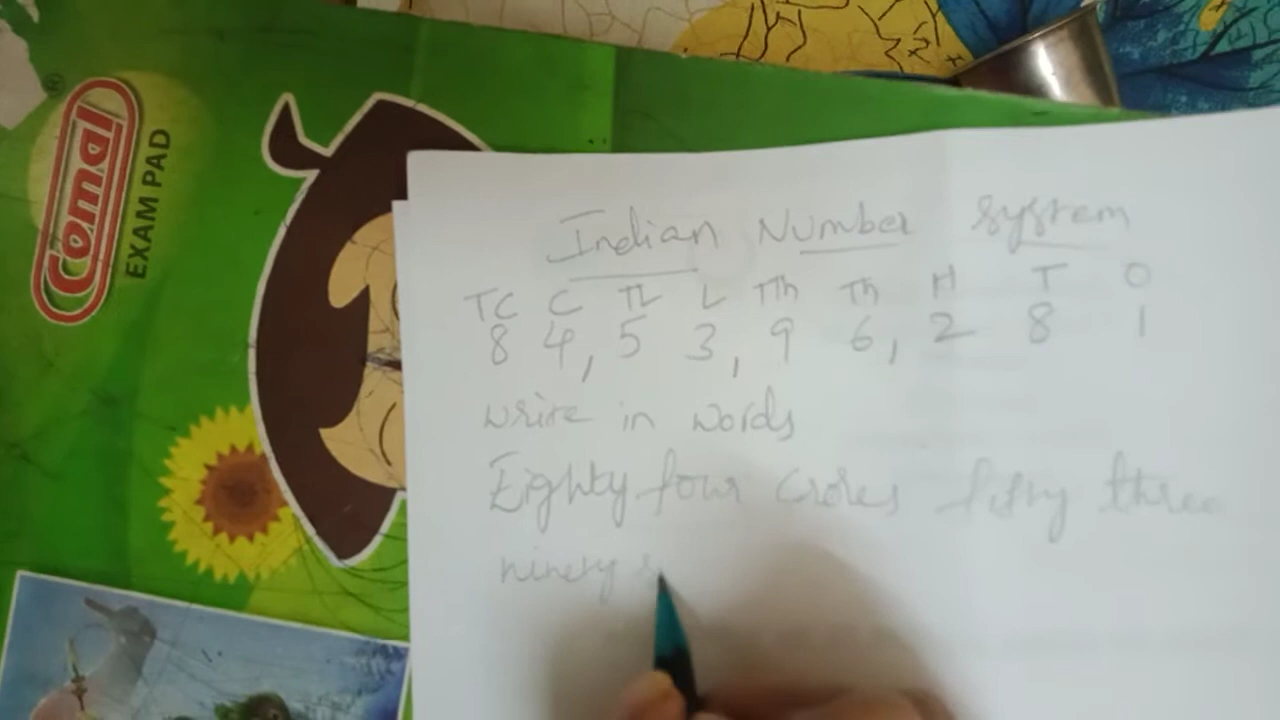 Comal
®
EXAM PAD
Indian Number System
TC C TL L Tth Th H T O
8 4, 5 3, 9 6, 2 8 1
write in words
Eighty four crores fifty three
ninety s